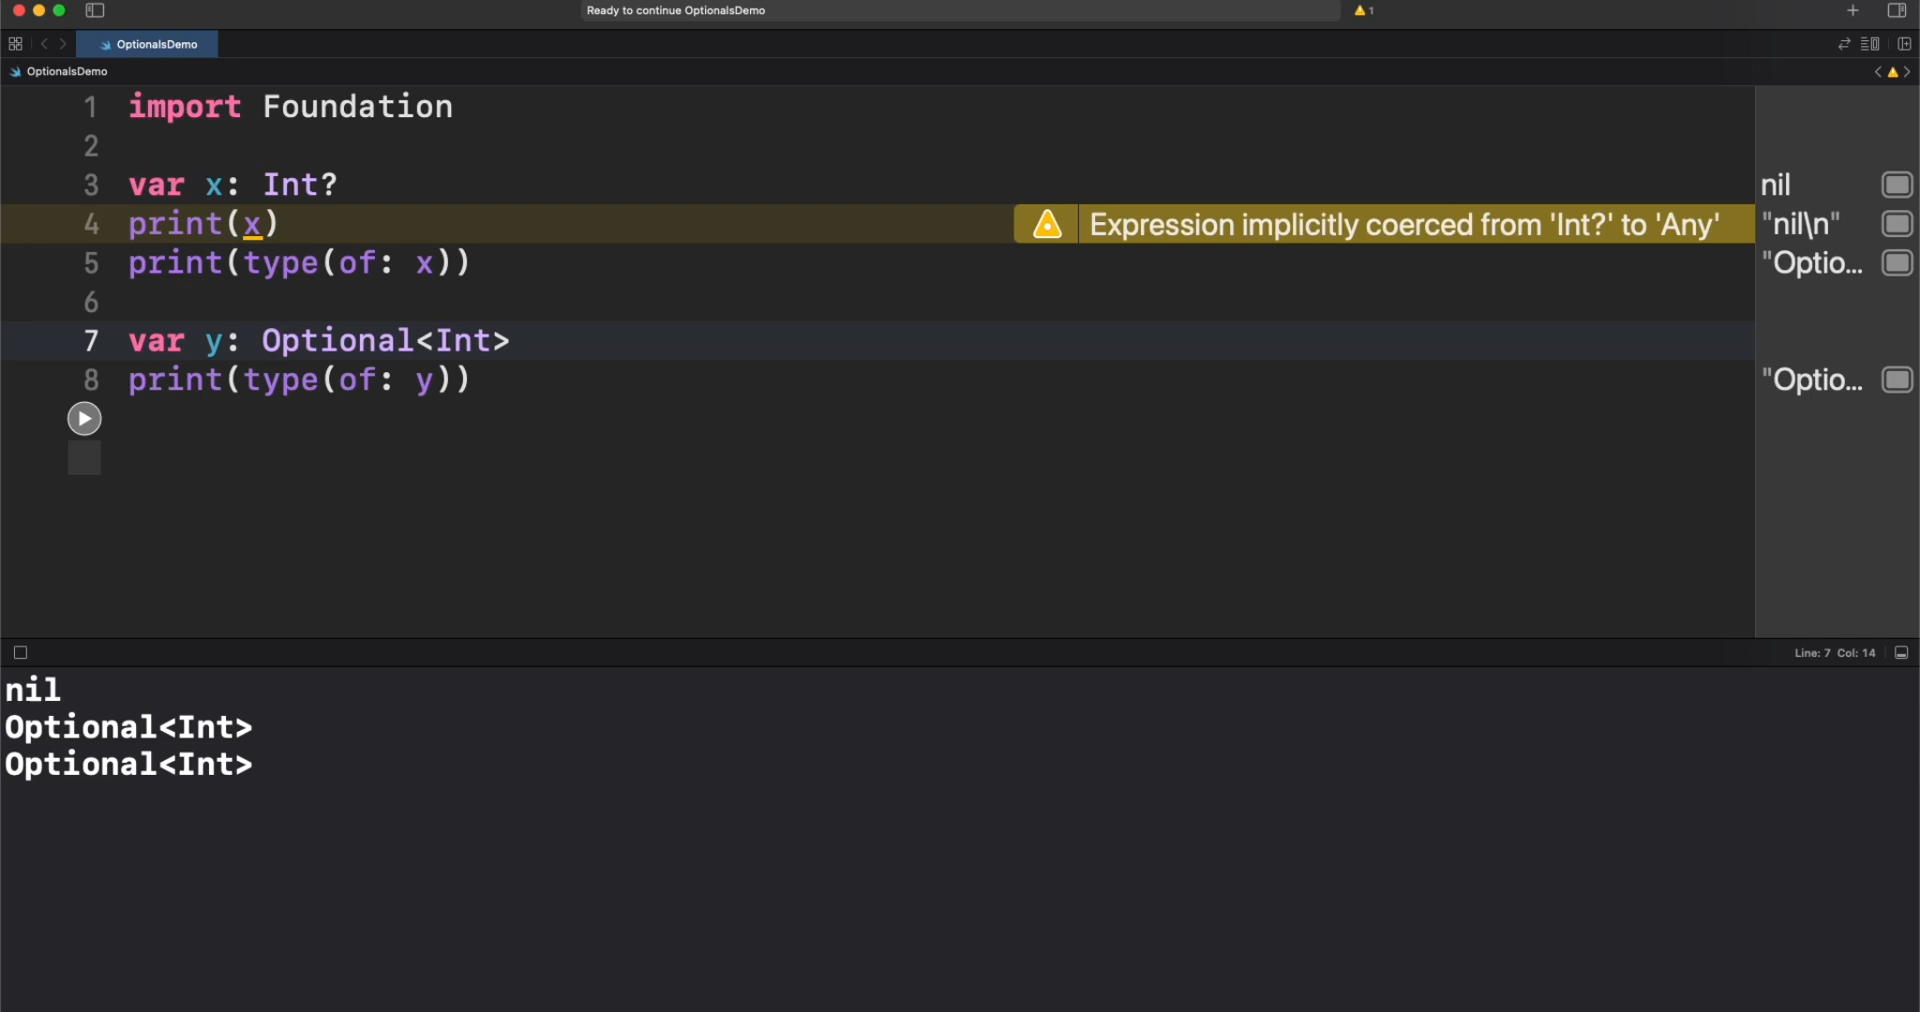 Ready to continue OptionalsDemo
1
OptionalsDemo
OptionalsDemo
1 import Foundation
2
3 var x: Int?
nil
4 print(x)
Expression implicitly coerced from 'Int?' to 'Any'
"nil\n"
5 print(type(of: x))
"Optio...
6
7 var y: Optional<Int>
8 print(type(of: y))
"Optio...
Line: 7 Col: 14
nil
Optional<Int>
Optional<Int>